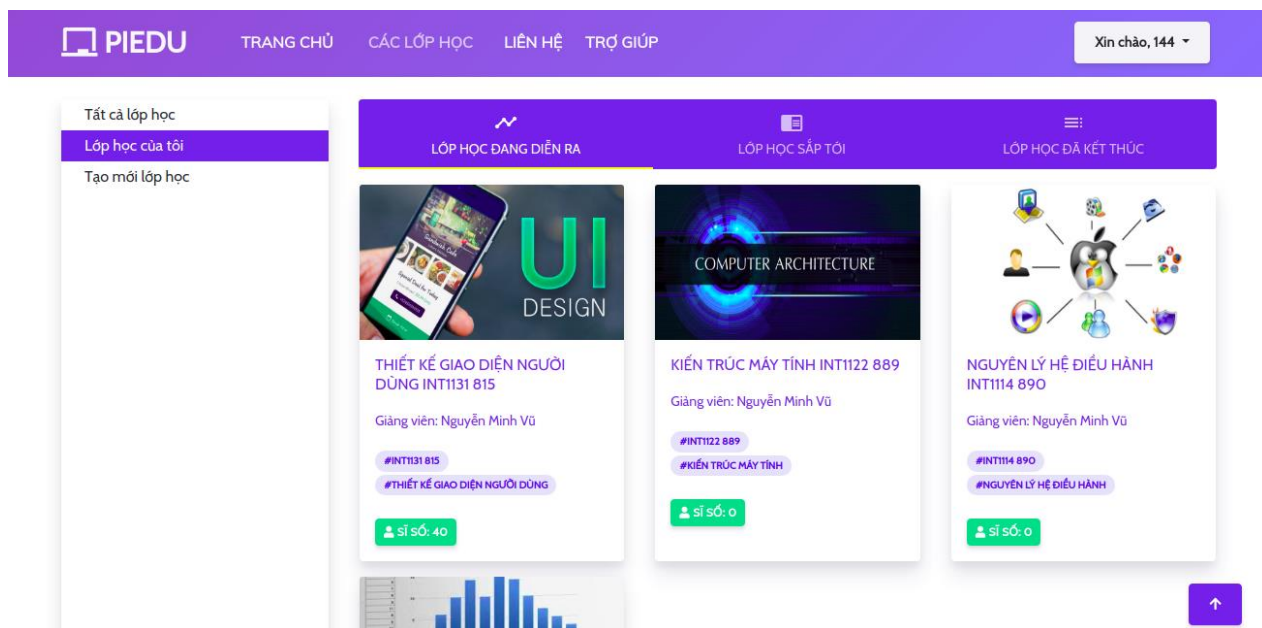 PIEDU
TRANG CHỦ
CÁC LỚP HỌC
LIÊN HỆ
TRỢ GIÚP
Xin chào, 144
Tất cả lớp học
Lớp học của tôi
Tạo mới lớp học
LỚP HỌC ĐANG DIỄN RA
LỚP HỌC SẮP TỚI
LỚP HỌC ĐÃ KẾT THÚC
UI
DESIGN
THIẾT KẾ GIAO DIỆN NGƯỜI
DÙNG INT1131 815
Giảng viên: Nguyễn Minh Vũ
#INT1131 815
#THIẾT KẾ GIAO DIỆN NGƯỜI DÙNG
SĨ SỐ: 40
COMPUTER ARCHITECTURE
KIẾN TRÚC MÁY TÍNH INT1122 889
Giảng viên: Nguyễn Minh Vũ
#INT1122 889
#KIẾN TRÚC MÁY TÍNH
SĨ SỐ: 0
NGUYÊN LÝ HỆ ĐIỀU HÀNH
INT1114 890
Giảng viên: Nguyễn Minh Vũ
#INT1114 890
#NGUYÊN LÝ HỆ ĐIỀU HÀNH
SĨ SỐ: 0